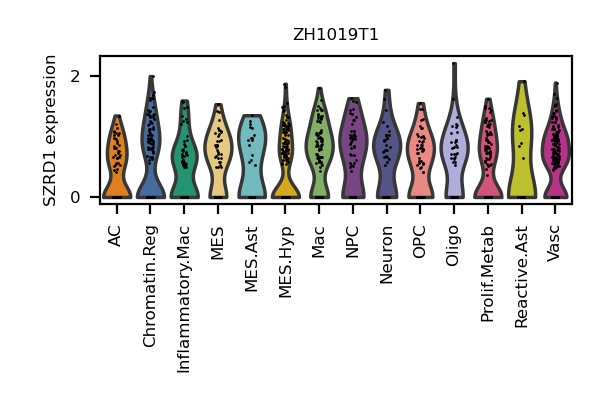 ZH1019T1
SZRD1 expression
2
0
AC
Chromatin.Reg
Inflammatory.Mac
MES
MES.Ast
MES.Hyp
Mac
NPC
Neuron
OPC
Oligo
Prolif.Metab
Reactive.Ast
Vasc